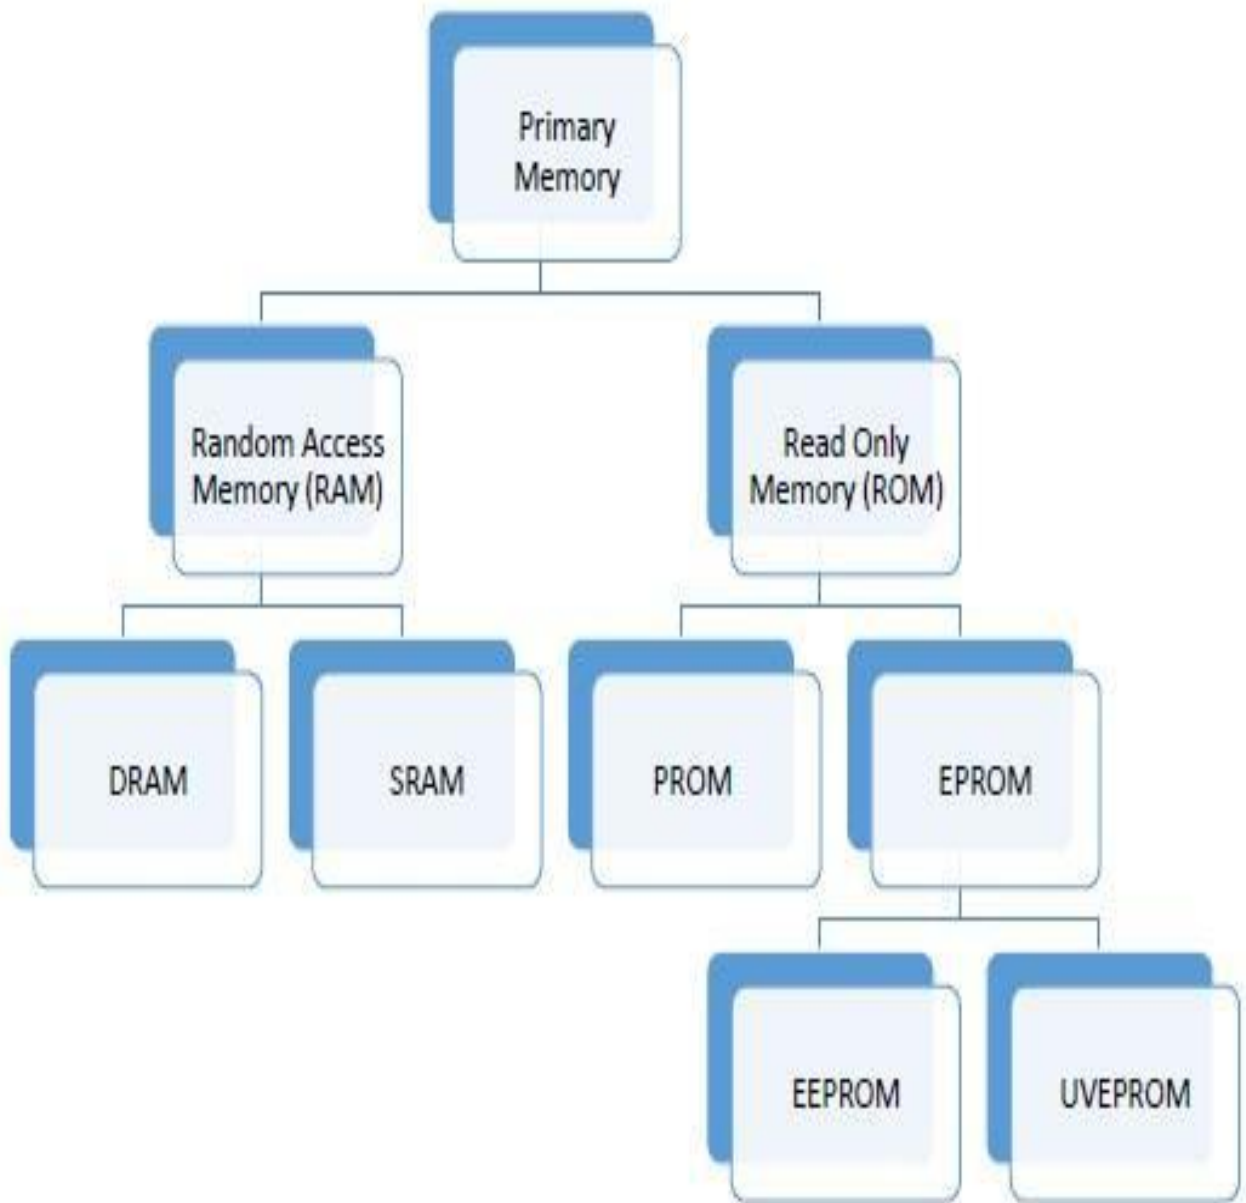 Primary
Memory
Random Access
Memory (RAM)
Read Only
Memory (ROM)
DRAM
SRAM
PROM
EPROM
EEPROM
UVEPROM